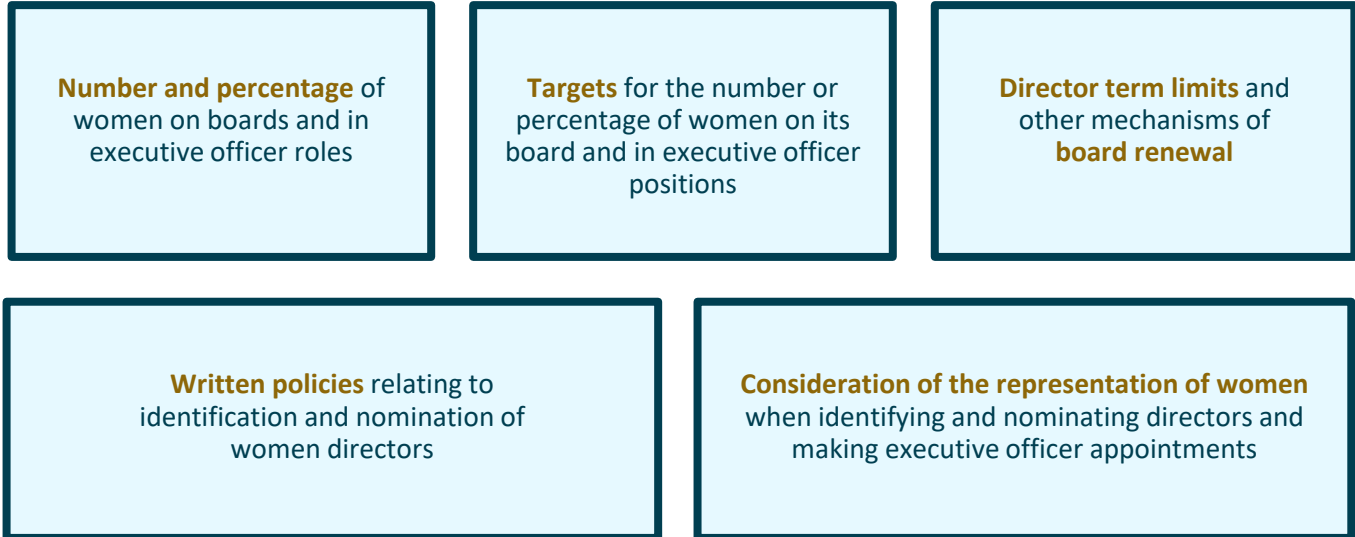 Number and percentage of
women on boards and in
executive officer roles
Targets for the number or
percentage of women on its
board and in executive officer
positions
Director term limits and
other mechanisms of
board renewal
Written policies relating to
identification and nomination of
women directors
Consideration of the representation of women
when identifying and nominating directors and
making executive officer appointments